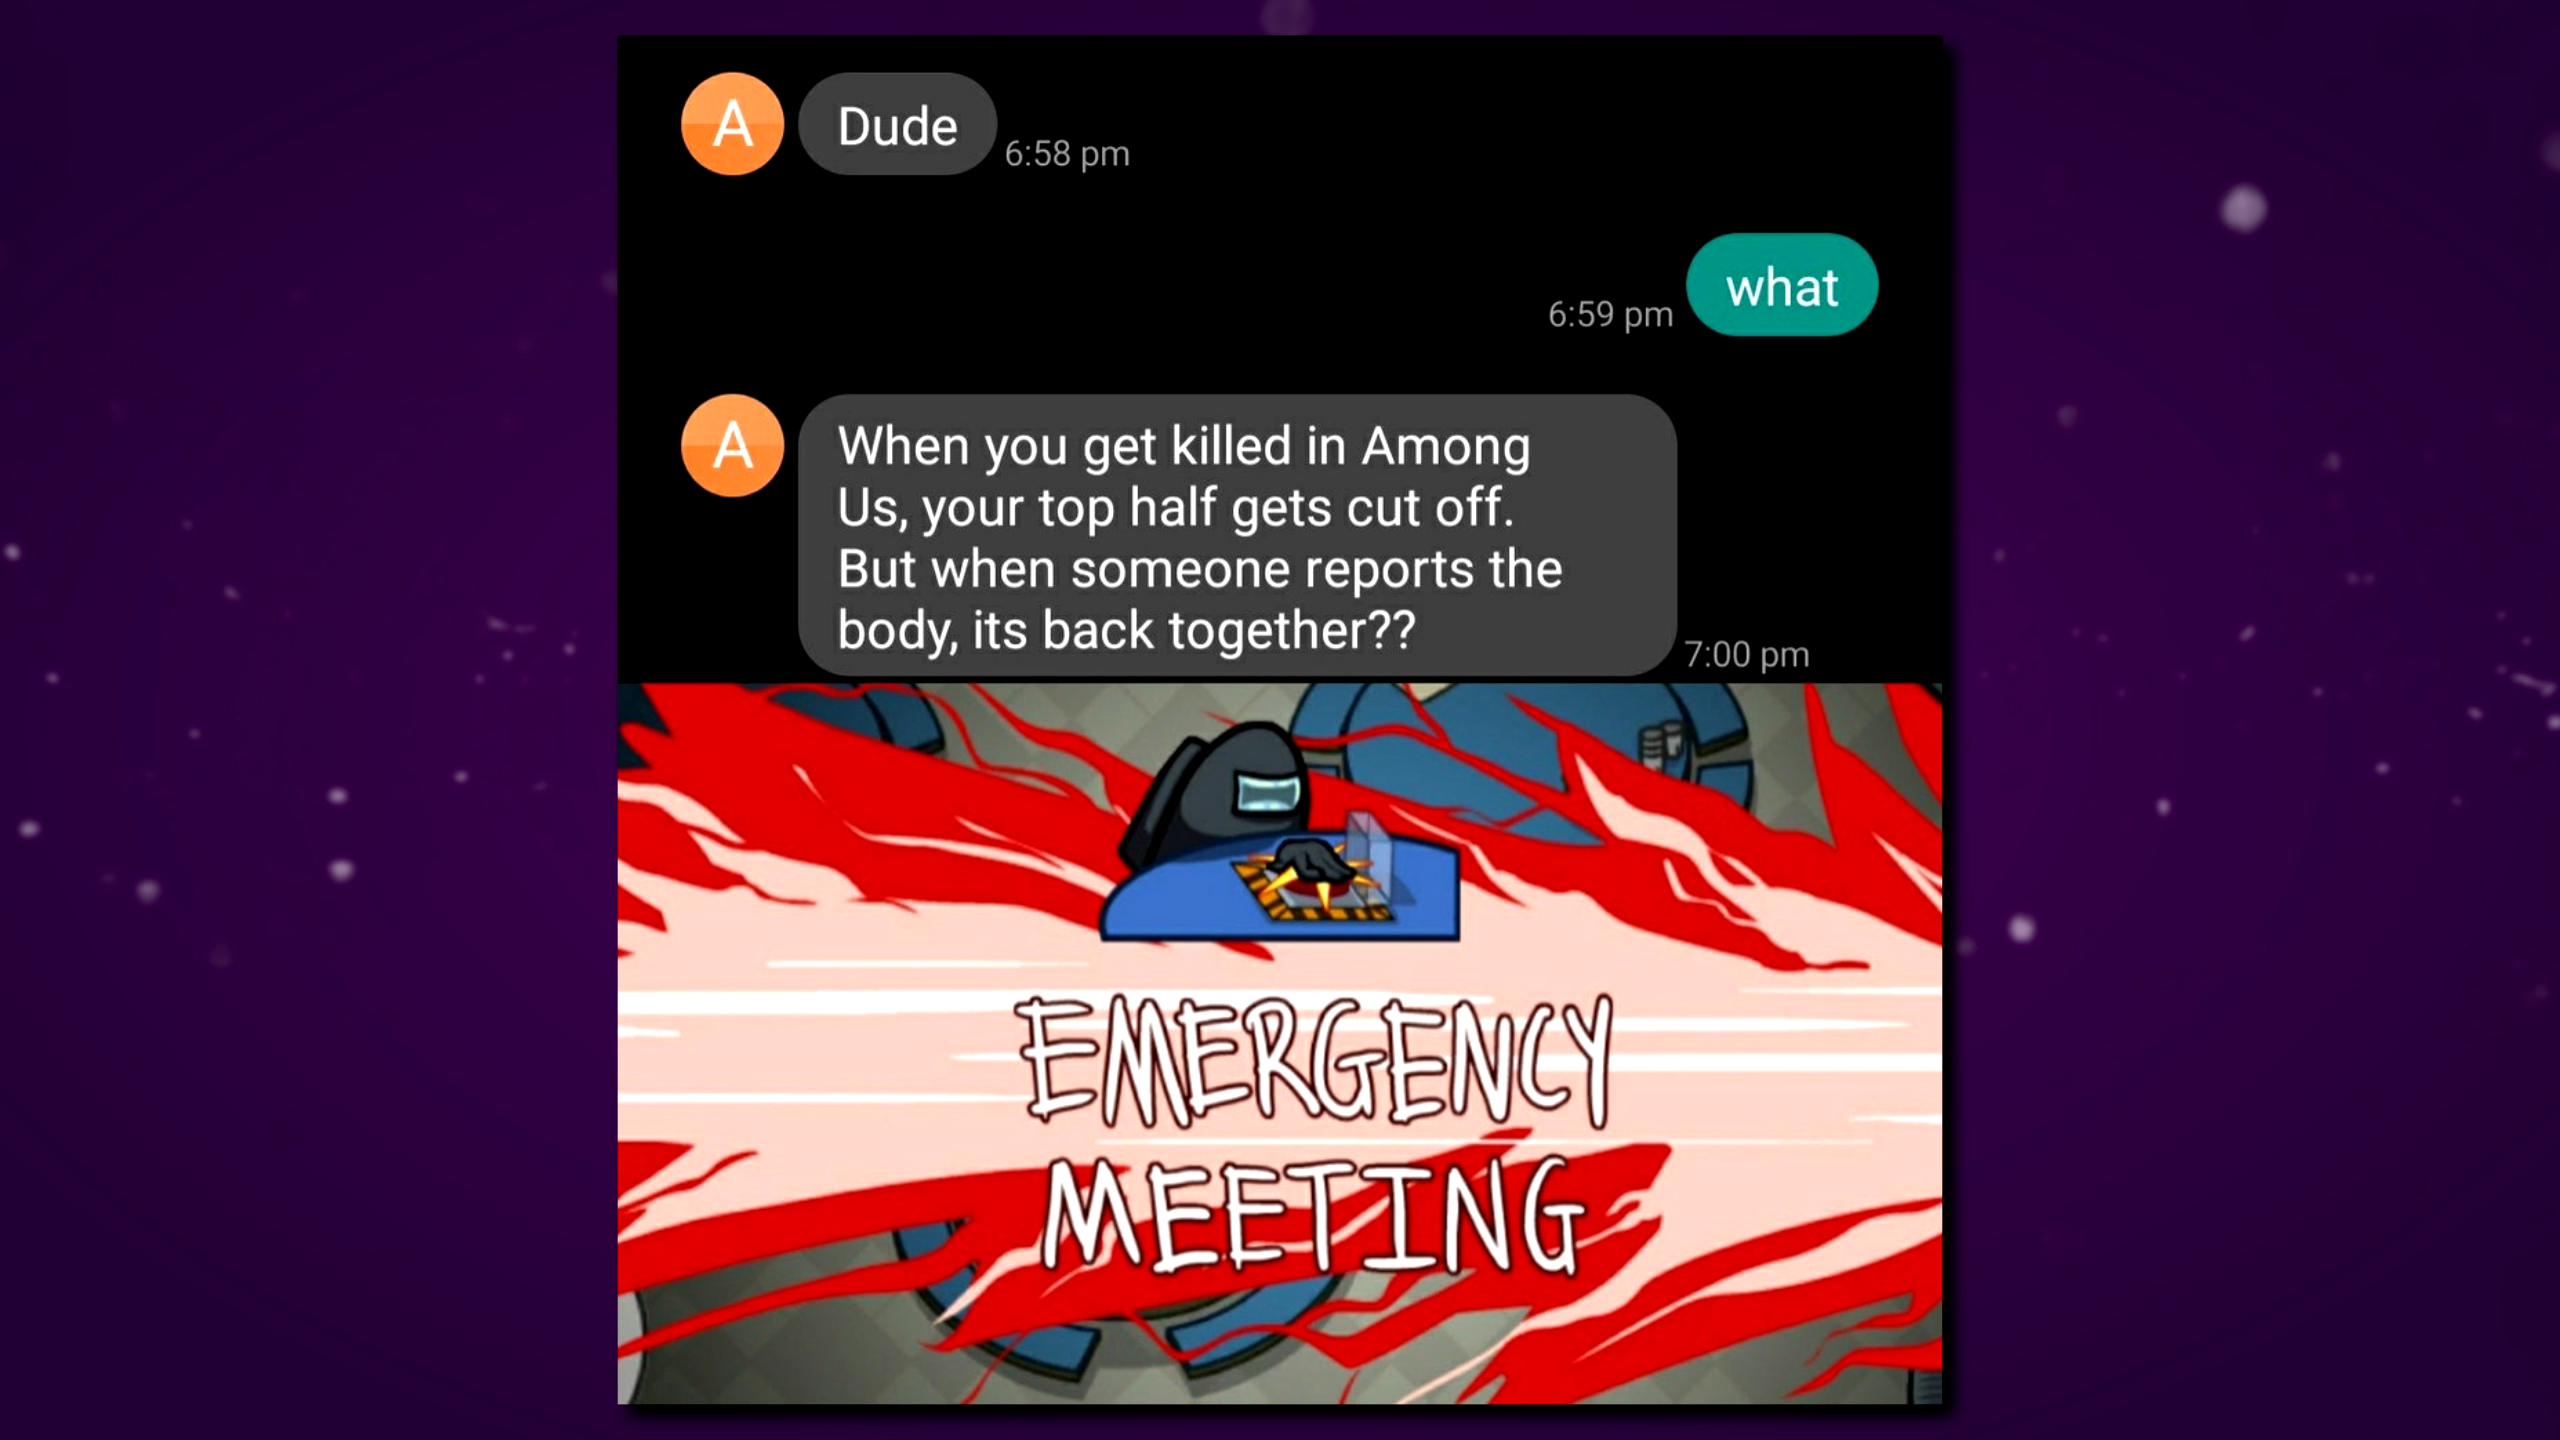 A
Dude
6:58 pm
what
6:59 pm
A
When you get killed in Among
Us, your top half gets cut off.
But when someone reports the
body, its back together??
7:00 pm
EMERGENCY
MEETING